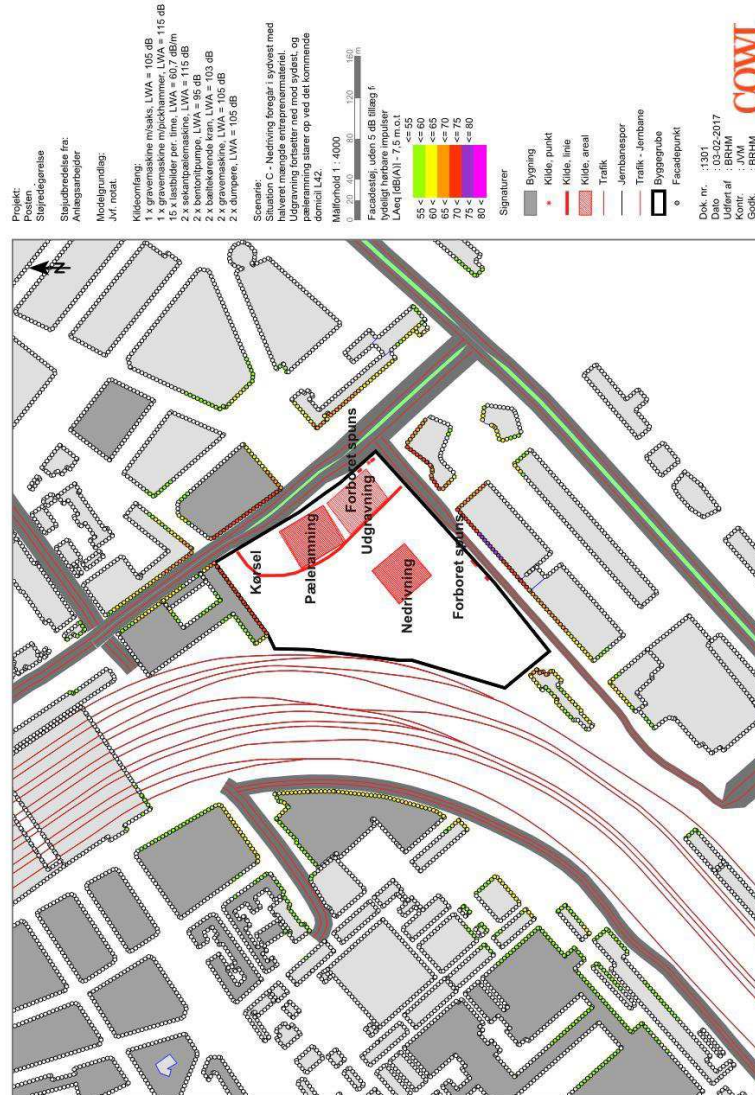 Projekt:
Posten
Støjredegørelse
Støjudbredelse fra:
Anlægsarbejder
Modelgrundlag:
Jvf. notat.
Kildeomfang:
1 x gravemaskine m/saks, LWA = 105 dB
1 x gravemaskine m/pickhammer, LWA = 115 dB
15 x lastbilder per. time, LWA = 60,7 dB/m
2 x sekantpælemaskine, LWA = 115 dB
2 x bentonitpumpe, LWA = 95 dB
2 x bæltekørende kran, LWA = 103 dB
2 x gravemaskine, LWA = 105 dB
2 x dumpere, LWA = 105 dB
Scenarie:
Situation C - Nedriving foregår i sydvest med
halveret mængde entreprenørmateriel.
Udgravning fortsætter ned mod sydøst, og
pæleramning starer op ved det kommende
domicil L42.
Målforhold 1 : 4000
0 20 40 80 120 160
m
Facadestøj, uden 5 dB tillæg f
tydeligt hørbare impulser
LAeq [dB(A)] - 7,5 m.o.t.
<= 55
55 < <= 60
60 < <= 65
65 < <= 70
70 < <= 75
75 < <= 80
80 <
Signaturer
Bygning
Kilde, punkt
Kilde, linie
Kilde, areal
Trafik
Jernbanespor
Trafik - Jernbane
Byggegrube
Facadepunkt
Dok. nr. :1301
Dato : 03-02-2017
Udført af : BRHM
Kontr. : JVM
Godk. : BRHM
COWI
N
Kørsel
Pæleramning
Forboret spuns
Udgravning
Nedrivning
Forboret spuns